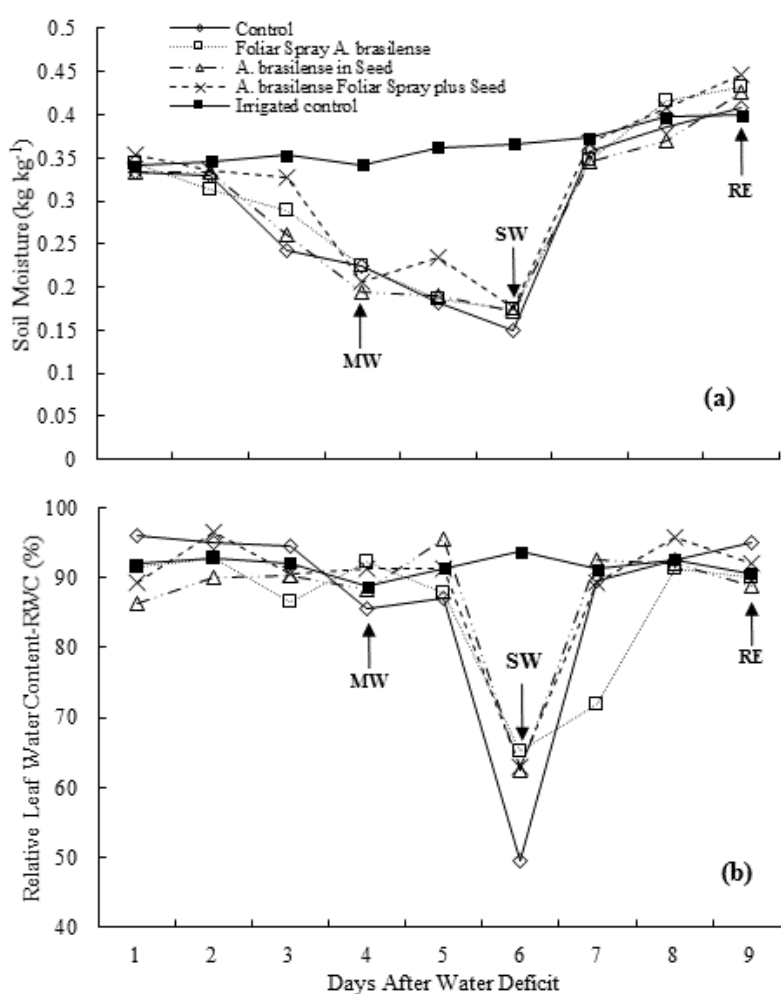 Control
Foliar Spray A. brasilense
A. brasilense in Seed
A. brasilense Foliar Spray plus Seed
Irrigated control
Soil Moisture (kg kg-1)
0.5
0.45
0.4
0.35
0.3
0.25
0.2
0.15
0.1
0.05
0
MW
SW
RE
(a)
Relative Leaf Water Content-RWC (%)
100
90
80
70
60
50
40
MW
SW
RE
(b)
1 2 3 4 5 6 7 8 9
Days After Water Deficit